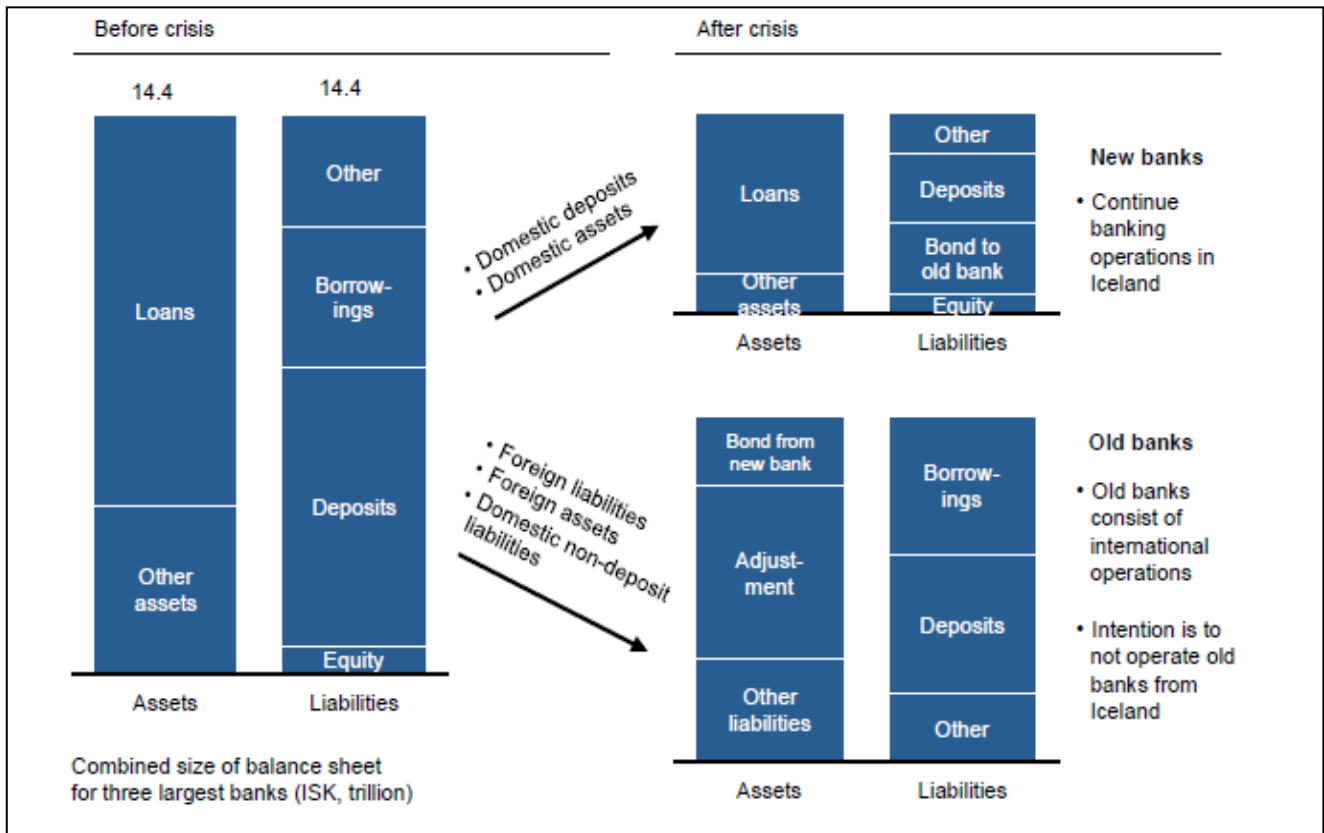 Before crisis
14.4
14.4
Loans
Other
assets
Assets
Other
Borrow-
ings
Deposits
Equity
Liabilities
Combined size of balance sheet
for three largest banks (ISK, trillion)
• Domestic deposits
• Domestic assets
• Foreign liabilities
• Foreign assets
• Domestic non-deposit
liabilities
After crisis
Loans
Other
assets
Assets
Other
Deposits
Bond to
old bank
Equity
Liabilities
New banks
• Continue
banking
operations in
Iceland
Bond from
new bank
Adjust-
ment
Other
liabilities
Assets
Borrow-
ings
Deposits
Other
Liabilities
Old banks
• Old banks
consist of
international
operations
• Intention is to
not operate old
banks from
Iceland